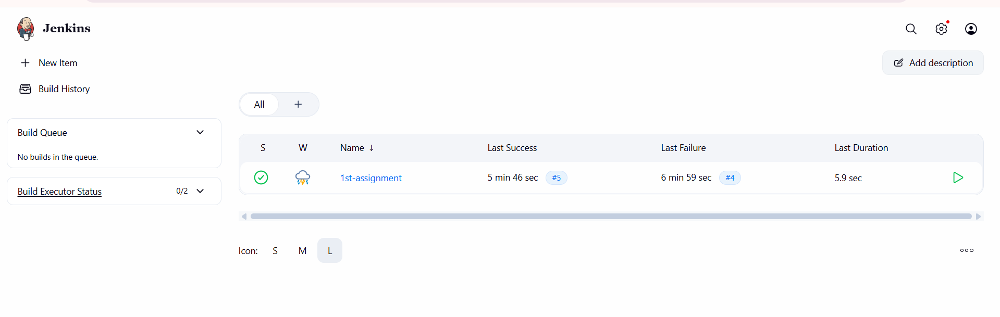 Jenkins
New Item
Build History
Add description
All +
Build Queue
No builds in the queue.
Build Executor Status 0/2
S W Name ↓ Last Success Last Failure Last Duration
1st-assignment 5 min 46 sec #5 6 min 59 sec #4 5.9 sec
Icon: S M L